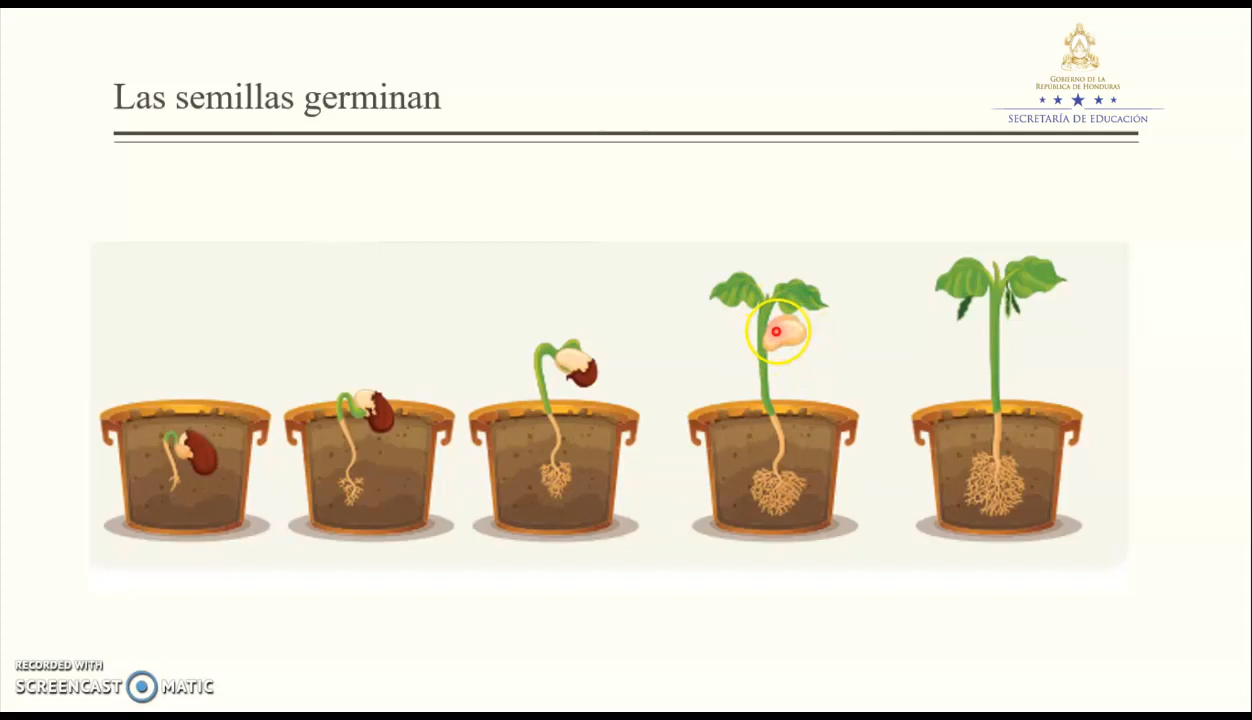 Las semillas germinan
GOBIERNO DE LA
REPÚBLICA DE HONDURAS
SECRETARÍA DE EDUCACIÓN
RECORDED WITH
SCREENCAST MATIC